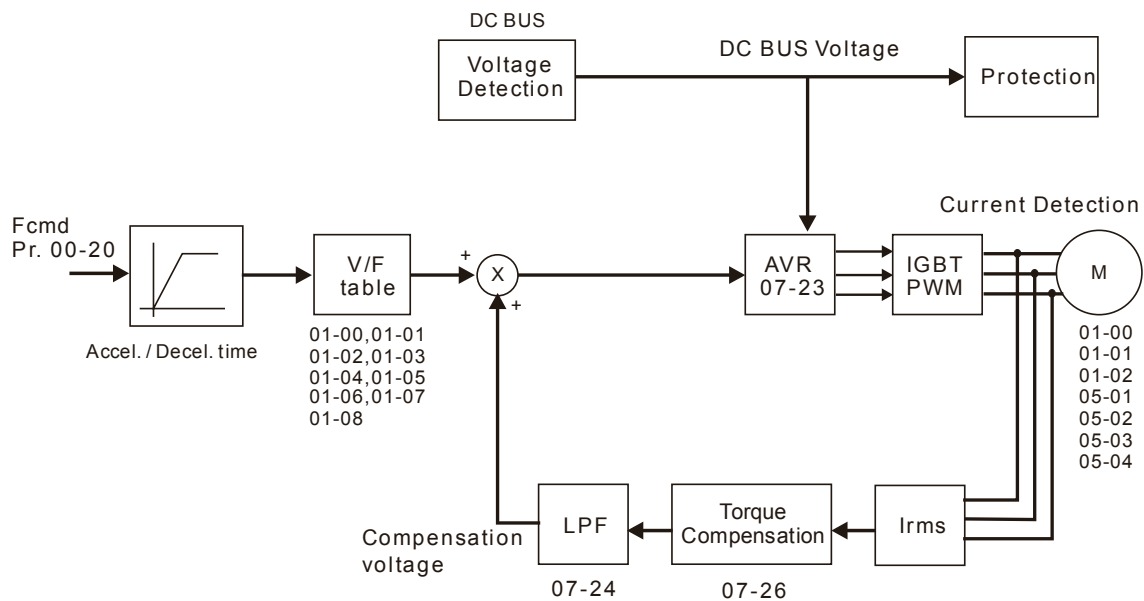 DC BUS
Voltage
Detection
DC BUS Voltage
Protection
Current Detection
Fcmd
Pr. 00-20
Accel. / Decel. time
V/F
table
01-00,01-01
01-02,01-03
01-04,01-05
01-06,01-07
01-08
+
X
+
AVR
07-23
IGBT
PWM
M
01-00
01-01
01-02
05-01
05-02
05-03
05-04
Compensation
voltage
LPF
07-24
Torque
Compensation
07-26
Irms